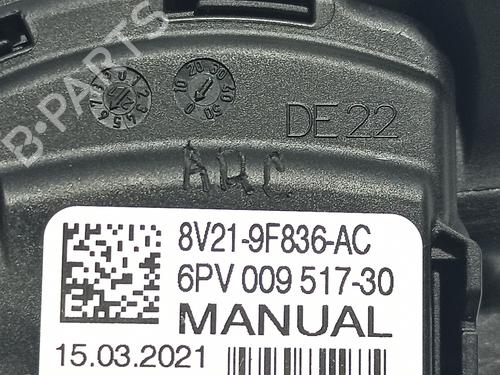 B-PARTS
DE 22
ARC
8V21-9F836-AC
6PV 009 517-30
MANUAL
15.03.2021